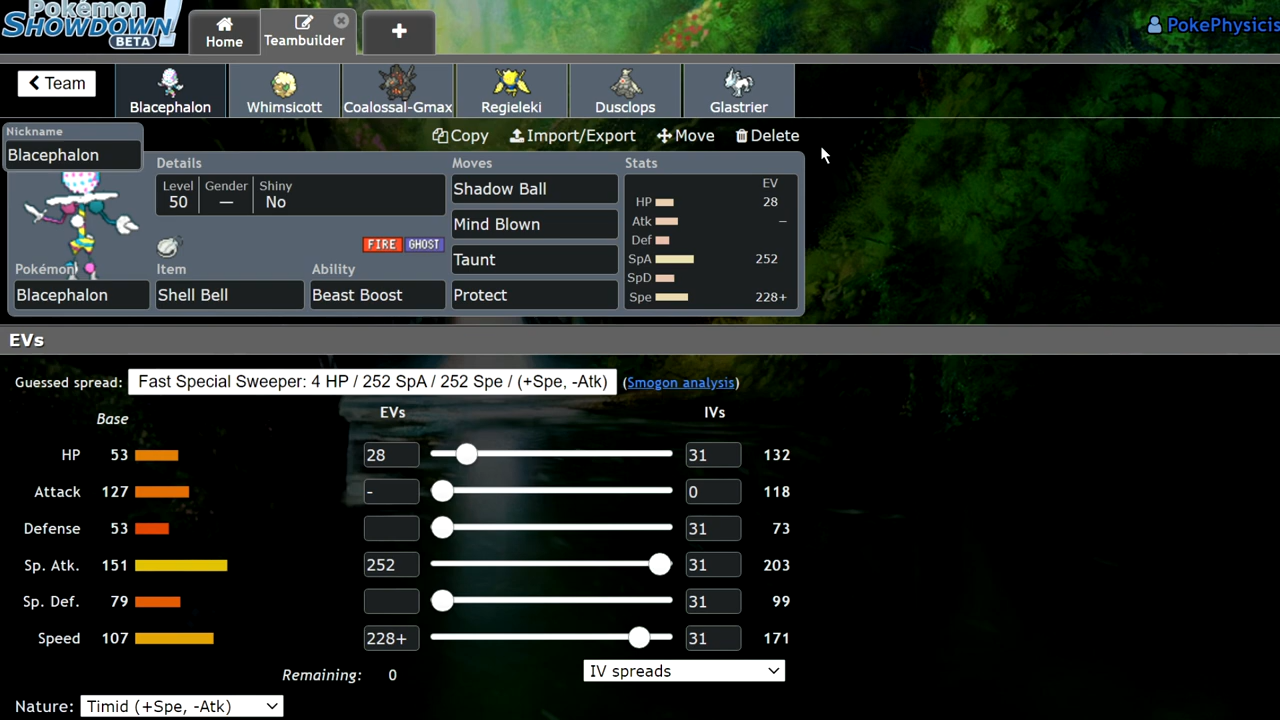 Pokémon
SHOWDOWN!
BETA
Home
Teambuilder
PokePhysicis
Team
Blacephalon
Whimsicott
Coalossal-Gmax
Regieleki
Dusclops
Glastrier
Copy Import/Export Move Delete
Nickname
Blacephalon
Details
Level Gender Shiny
50 — No
FIRE GHOST
Pokémon Item Ability
Blacephalon Shell Bell Beast Boost
Moves
Shadow Ball
Mind Blown
Taunt
Protect
Stats
EV
HP 28
Atk –
Def
SpA 252
SpD
Spe 228+
EVs
Guessed spread: Fast Special Sweeper: 4 HP / 252 SpA / 252 Spe / (+Spe, -Atk) (Smogon analysis)
Base EVs IVs
HP 53 28 31 132
Attack 127 - 0 118
Defense 53 31 73
Sp. Atk. 151 252 31 203
Sp. Def. 79 31 99
Speed 107 228+ 31 171
Remaining: 0 IV spreads
Nature: Timid (+Spe, -Atk)